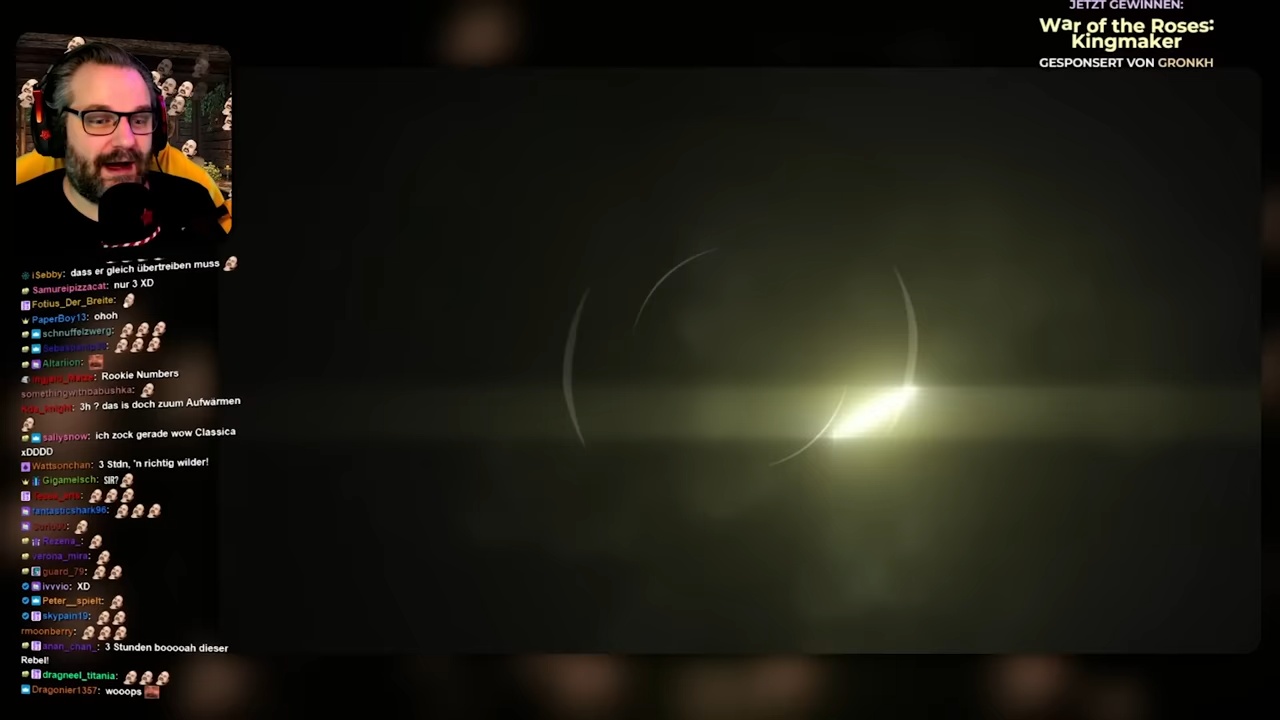 JETZT GEWINNEN:
War of the Roses:
Kingmaker
GESPONSERT VON GRONKH
iSebby: dass er gleich übertreiben muss
Samureipizzacat: nur 3 XD
Fotius_Der_Breite:
PaperBoy13: ohoh
schnuffelzwerg:
Altariion:
Rookie Numbers
somethingwithbabushka:
3h ? das is doch zuum Aufwärmen
sallysnow: ich zock gerade wow Classica
xDDDD
Wattsonchan: 3 Stdn, 'n richtig wilder!
Gigamelsch: SIR?
fantasticshark96:
Rezena_:
verona_mira:
guard_79:
ivvvio: XD
Peter__spielt:
skypain19:
rmoonberry:
3 Stunden booooah dieser
Rebel!
dragneel_titania:
Dragonier1357: wooops